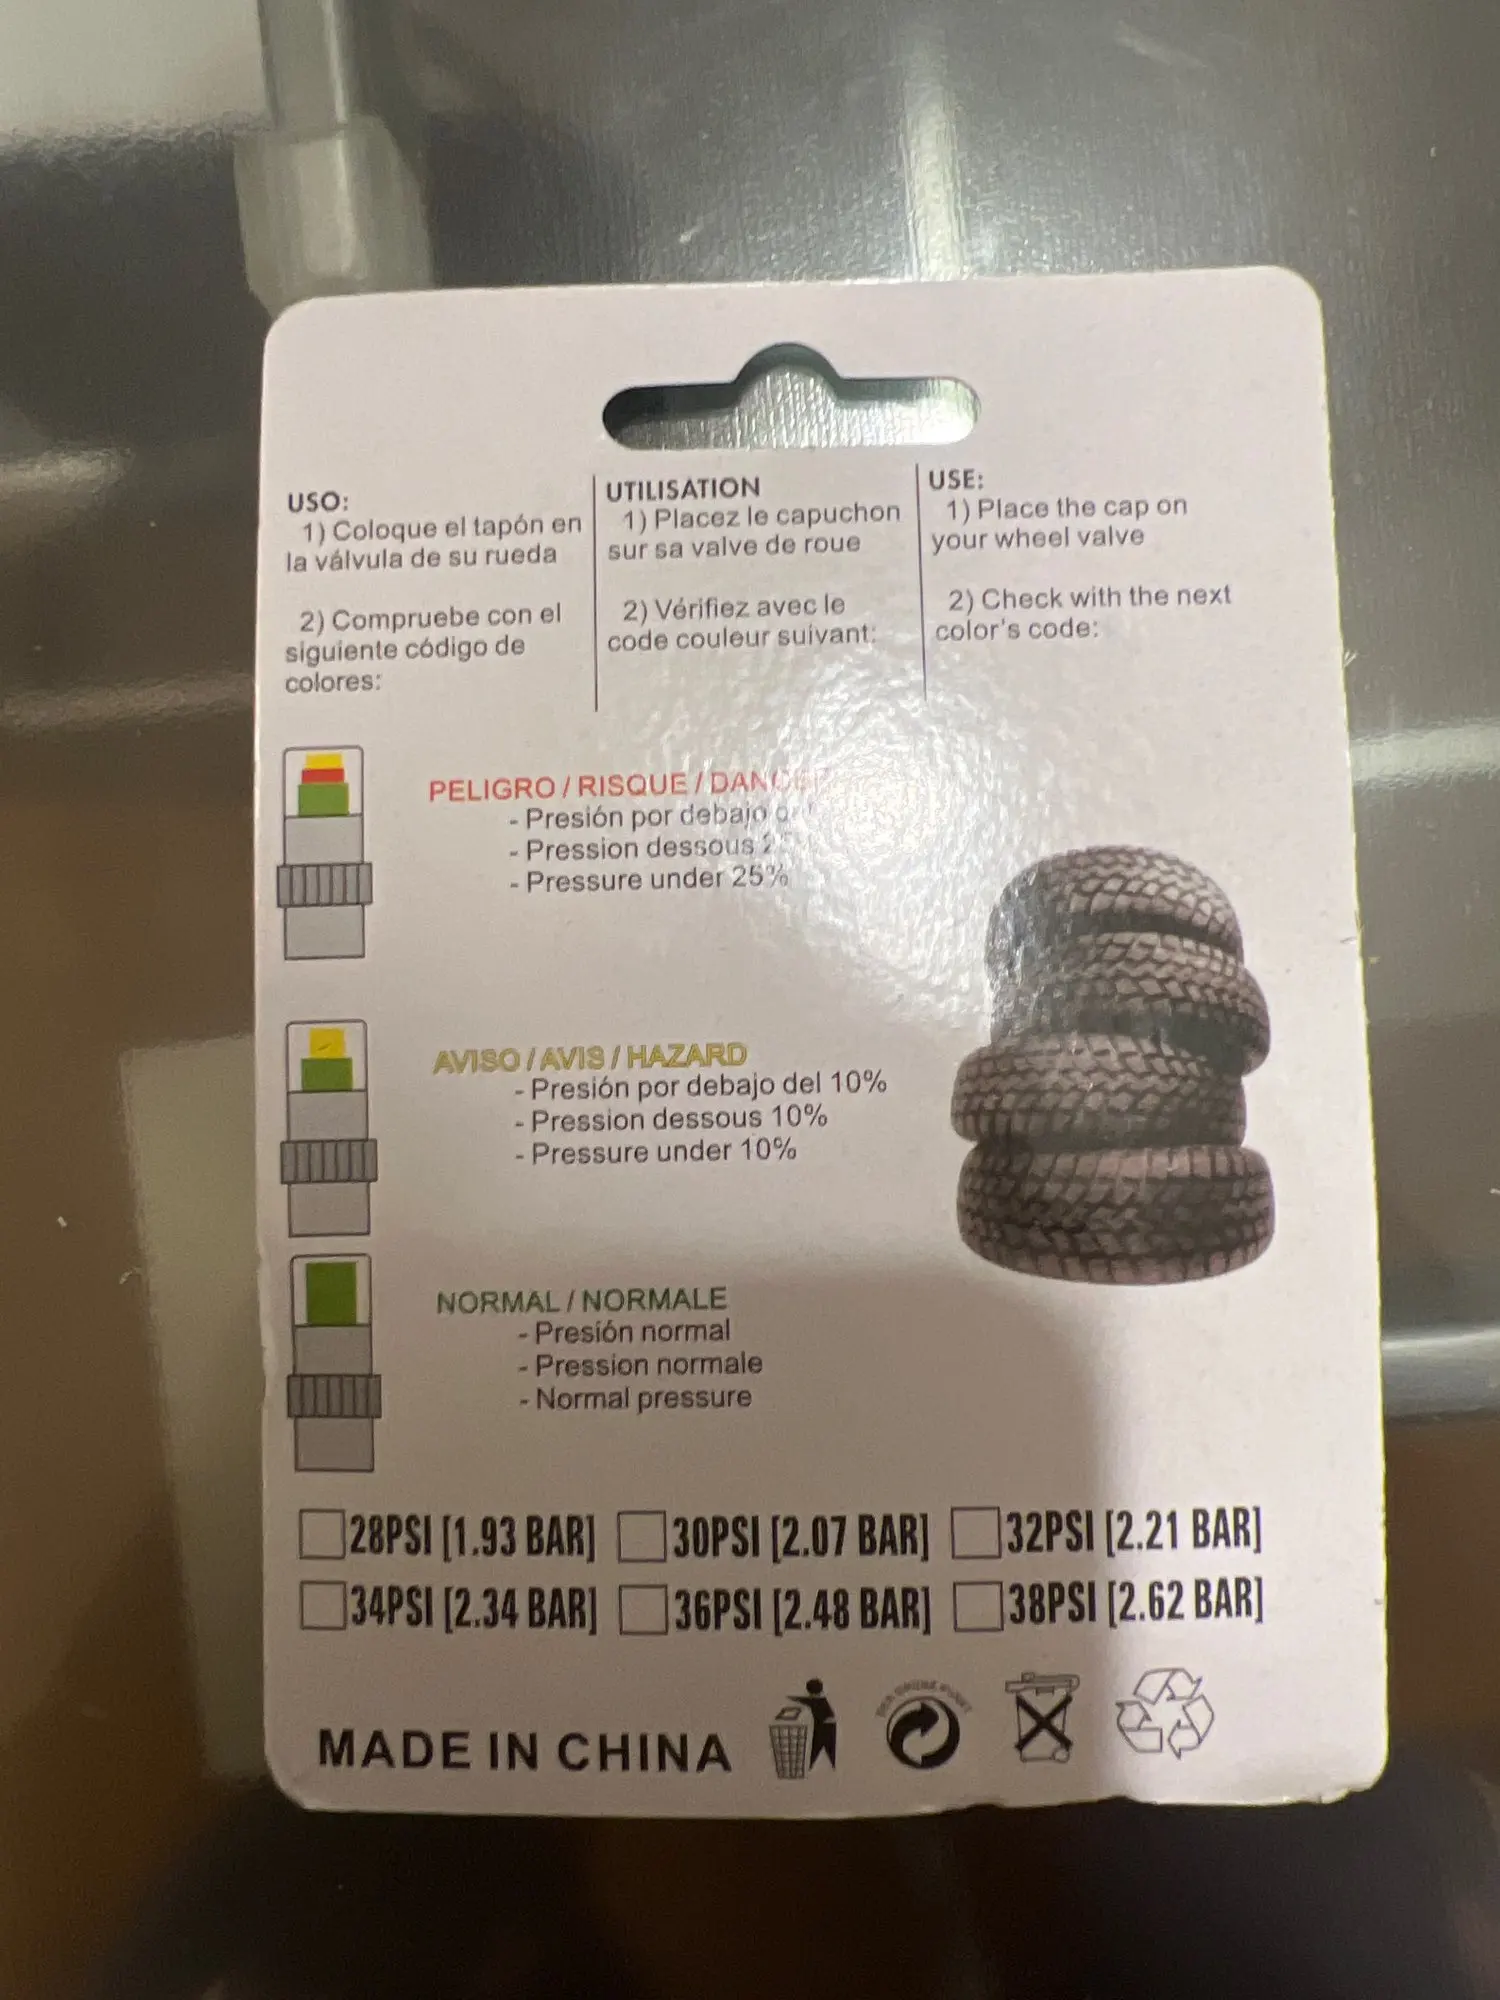 USO:
1) Coloque el tapón en
la válvula de su rueda
2) Compruebe con el
siguiente código de
colores:
UTILISATION
1) Placez le capuchon
sur sa valve de roue
2) Vérifiez avec le
code couleur suivant:
USE:
1) Place the cap on
your wheel valve
2) Check with the next
color's code:
PELIGRO / RISQUE / DANGER
- Presión por debajo
- Pression dessous
- Pressure under 25%
AVISO / AVIS / HAZARD
- Presión por debajo del 10%
- Pression dessous 10%
- Pressure under 10%
NORMAL / NORMALE
- Presión normal
- Pression normale
- Normal pressure
28PSI [1.93 BAR] 30PSI [2.07 BAR] 32PSI [2.21 BAR]
34PSI [2.34 BAR] 36PSI [2.48 BAR] 38PSI [2.62 BAR]
MADE IN CHINA